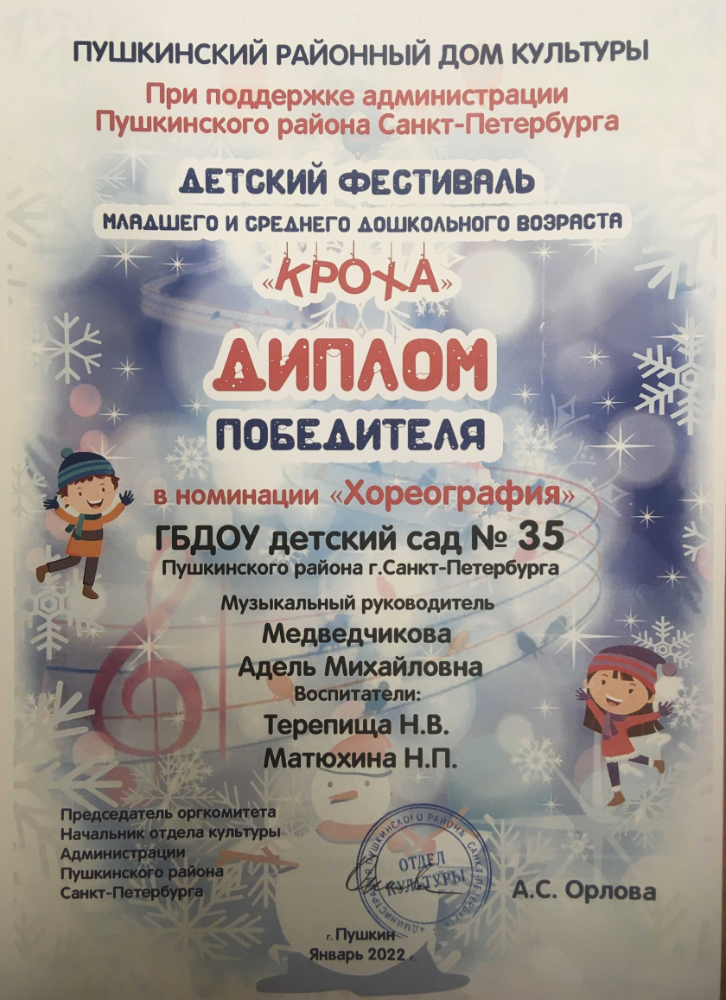 ПУШКИНСКИЙ РАЙОННЫЙ ДОМ КУЛЬТУРЫ
При поддержке администрации
Пушкинского района Санкт-Петербурга
ДЕТСКИЙ ФЕСТИВАЛЬ
МЛАДШЕГО И СРЕДНЕГО ДОШКОЛЬНОГО ВОЗРАСТА
«КРОХА»
ДИПЛОМ
ПОБЕДИТЕЛЯ
в номинации «Хореография»
ГБДОУ детский сад № 35
Пушкинского района г.Санкт-Петербурга
Музыкальный руководитель
Медведчикова
Адель Михайловна
Воспитатели:
Терепища Н.В.
Матюхина Н.П.
Председатель оргкомитета
Начальник отдела культуры
Администрации
Пушкинского района
Санкт-Петербурга
АДМИНИСТРАЦИЯ ПУШКИНСКОГО РАЙОНА САНКТ-ПЕТЕРБУРГА
ОТДЕЛ
КУЛЬТУРЫ
А.С. Орлова
г. Пушкин
Январь 2022 г.